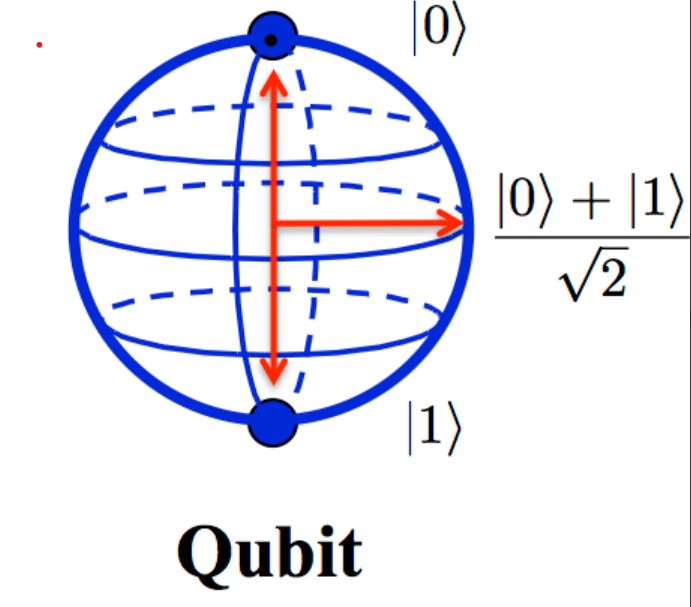 |0⟩
|0⟩ + |1⟩
√2
|1⟩
Qubit